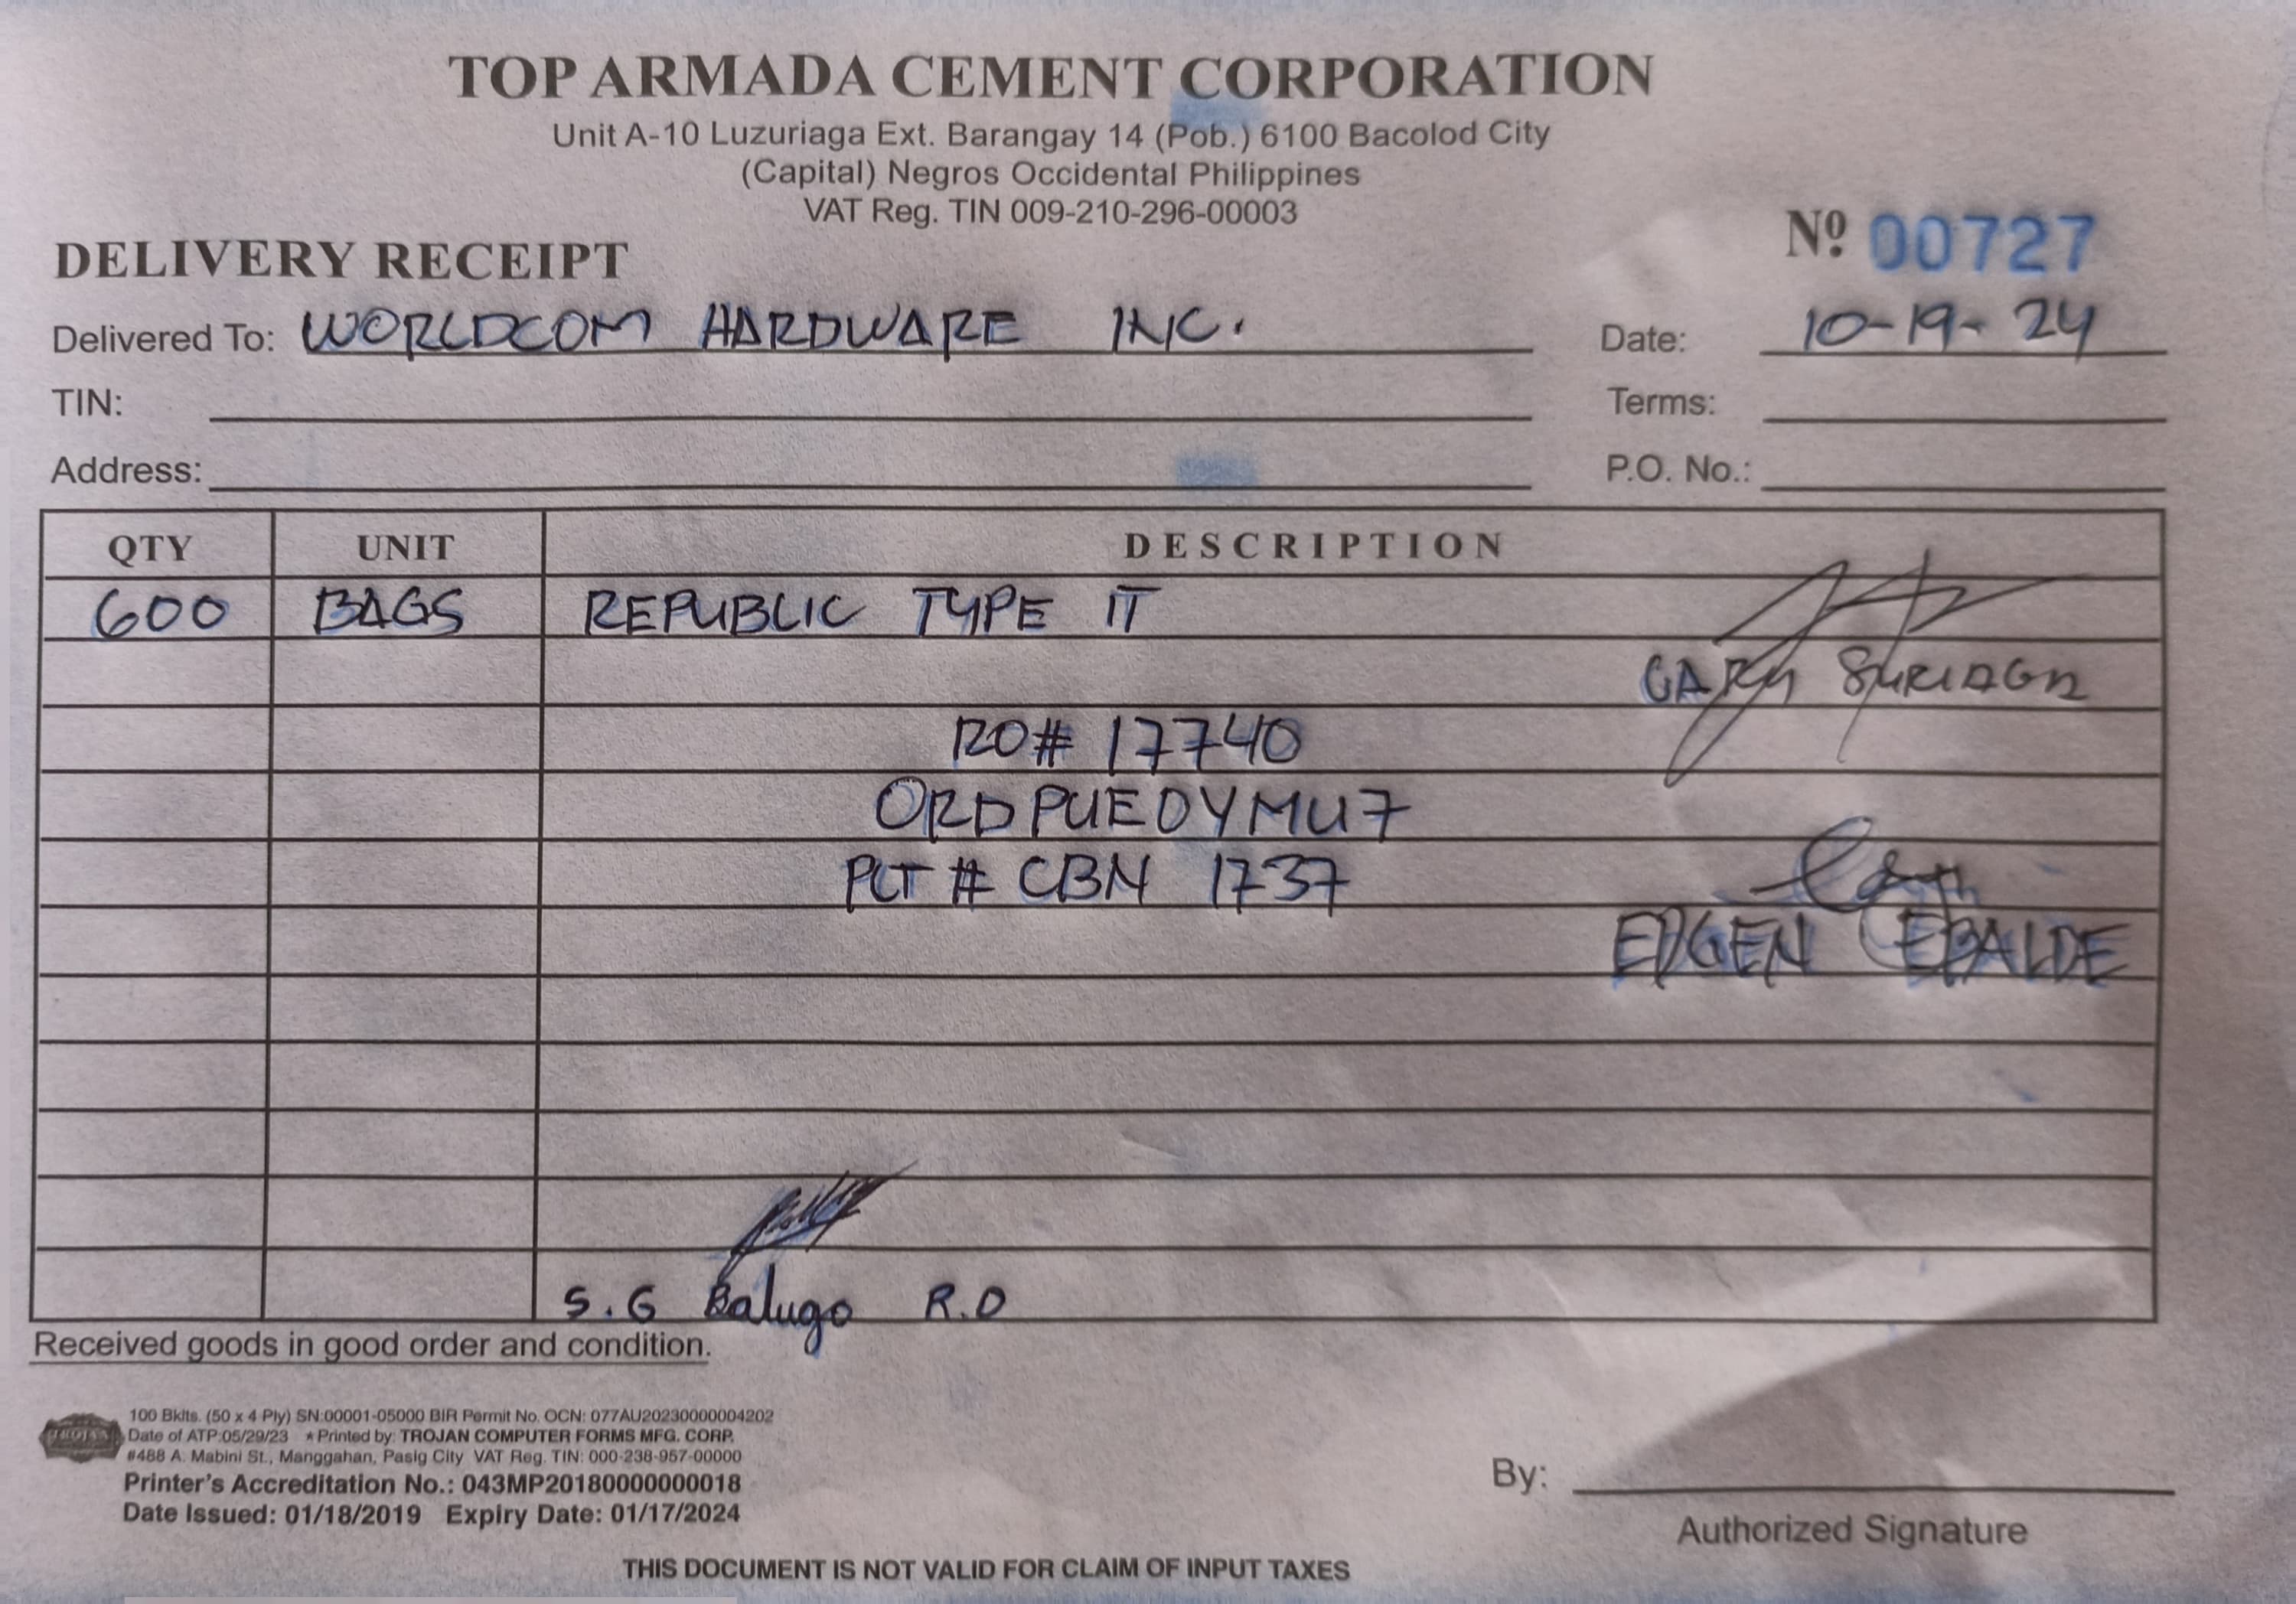 TOP ARMADA CEMENT CORPORATION
Unit A-10 Luzuriaga Ext. Barangay 14 (Pob.) 6100 Bacolod City
(Capital) Negros Occidental Philippines
VAT Reg. TIN 009-210-296-00003
DELIVERY RECEIPT
Nº 00727
Delivered To: WORLDCOM HARDWARE INC.
Date: 10-19-24
TIN:
Terms:
Address:
P.O. No.:
QTY UNIT DESCRIPTION
600 BAGS REPUBLIC TYPE IT
GARY
RO# 17740
ORDPUEDYMU7
PLT # CBN 1737
EDGEN EBALDE
S.G Balugo R.D
Received goods in good order and condition.
100 Bklts. (50 x 4 Ply) SN:00001-05000 BIR Permit No. OCN: 077AU20230000004202
TROJAN
Date of ATP:05/29/23 ★Printed by: TROJAN COMPUTER FORMS MFG. CORP.
#488 A. Mabini St., Manggahan, Pasig City VAT Reg. TIN: 000-238-957-00000
Printer's Accreditation No.: 043MP20180000000018
Date Issued: 01/18/2019 Expiry Date: 01/17/2024
By:
Authorized Signature
THIS DOCUMENT IS NOT VALID FOR CLAIM OF INPUT TAXES